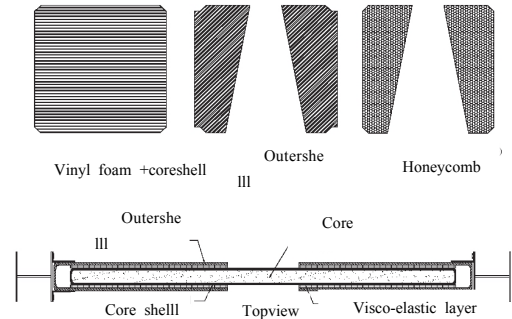 Vinyl foam +coreshell
Outershe
lll
Honeycomb
)
Outershe
lll
Core
Core shelll
Topview
Visco-elastic layer